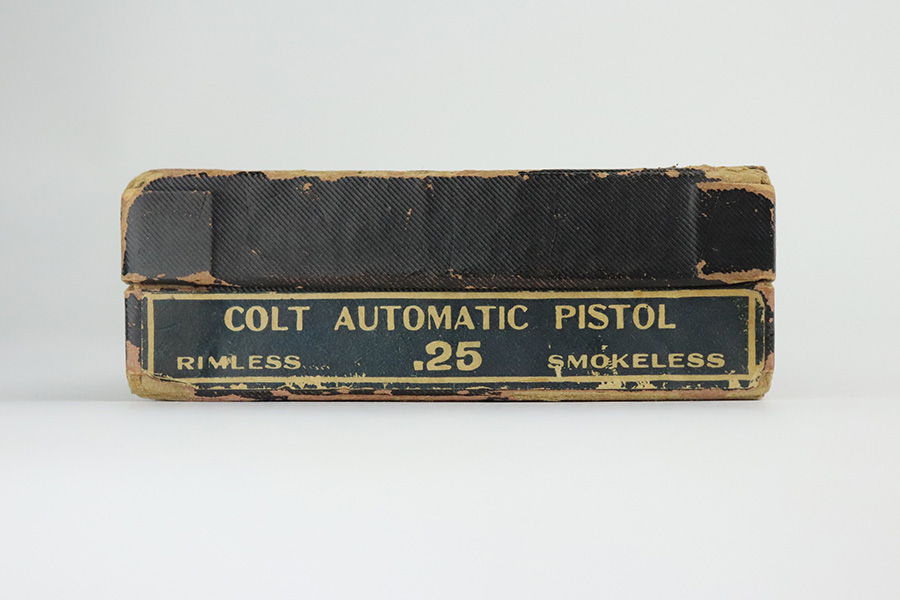 COLT AUTOMATIC PISTOL
RIMLESS .25 SMOKELESS